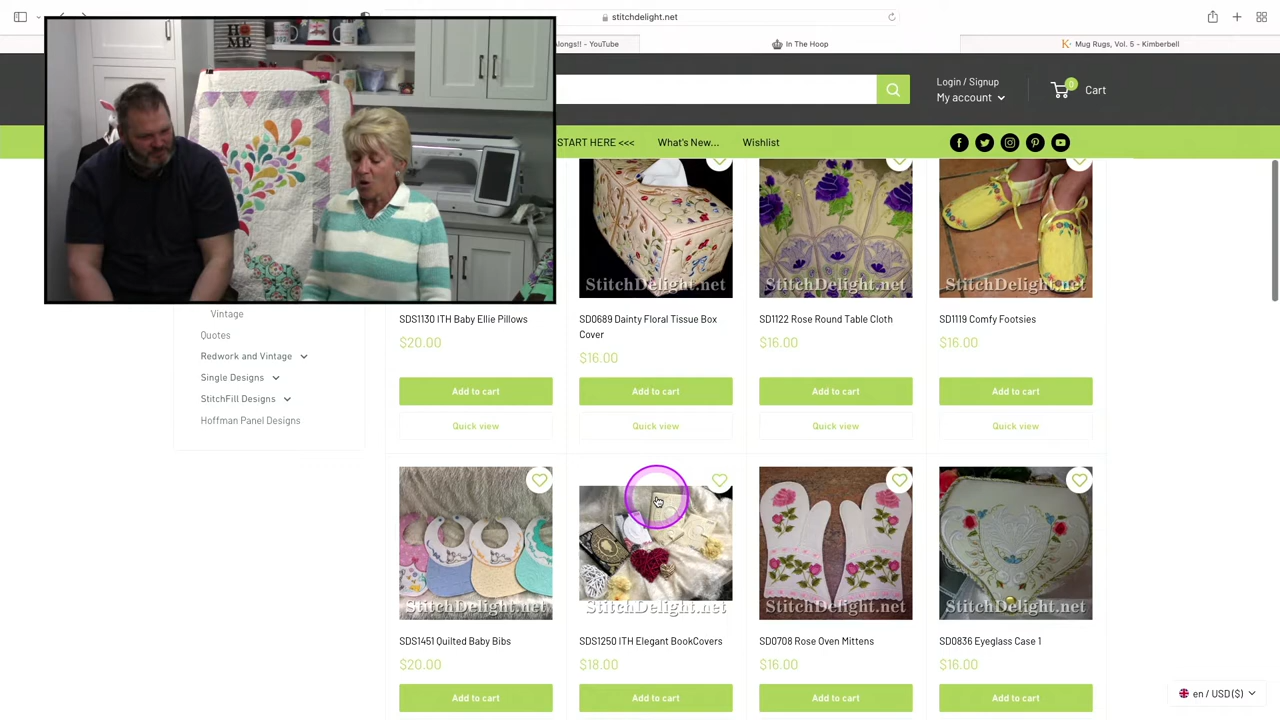 stitchdelight.net
Alongs!! - YouTube
In The Hoop
Mug Rugs, Vol. 5 - Kimberbell
HOME
Login / Signup
My account
0
Cart
START HERE <<<
What's New...
Wishlist
StitchDelight.net
StitchDelight.net
Vintage
Quotes
Redwork and Vintage
Single Designs
StitchFill Designs
Hoffman Panel Designs
SDS1130 ITH Baby Ellie Pillows
$20.00
Add to cart
Quick view
SD0689 Dainty Floral Tissue Box
Cover
$16.00
Add to cart
Quick view
SD1122 Rose Round Table Cloth
$16.00
Add to cart
Quick view
SD1119 Comfy Footsies
$16.00
Add to cart
Quick view
StitchDelight.net
SDS1451 Quilted Baby Bibs
$20.00
Add to cart
StitchDelight.net
SDS1250 ITH Elegant BookCovers
$18.00
Add to cart
StitchDelight.net
SD0708 Rose Oven Mittens
$16.00
Add to cart
StitchDelight.net
SD0836 Eyeglass Case 1
$16.00
Add to cart
StitchDelight.net
en / USD ($)